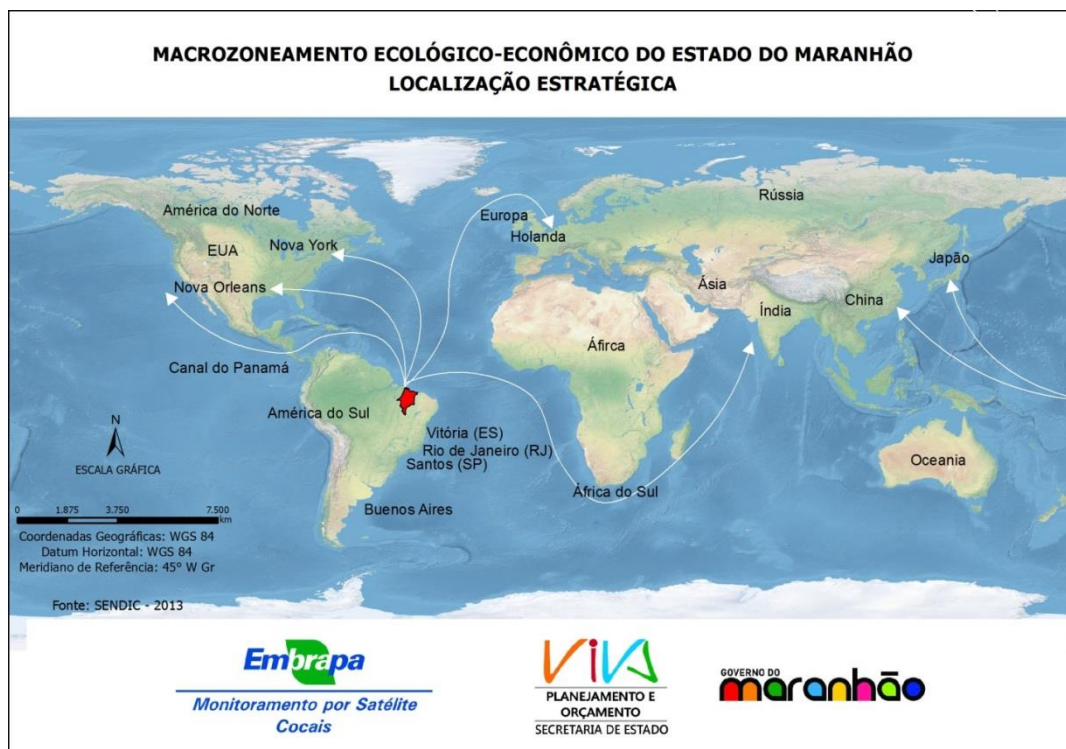 MACROZONEAMENTO ECOLÓGICO-ECONÔMICO DO ESTADO DO MARANHÃO
LOCALIZAÇÃO ESTRATÉGICA
América do Norte
EUA
Nova York
Nova Orleans
Canal do Panamá
América do Sul
Vitória (ES)
Rio de Janeiro (RJ)
Santos (SP)
Buenos Aires
Europa
Holanda
Rússia
Ásia
Japão
China
Índia
Áfirca
África do Sul
Oceania
N
ESCALA GRÁFICA
0 1.875 3.750 7.500
km
Coordenadas Geográficas: WGS 84
Datum Horizontal: WGS 84
Meridiano de Referência: 45° W Gr
Fonte: SENDIC - 2013
Embrapa
Monitoramento por Satélite
Cocais
ViVA
PLANEJAMENTO E
ORÇAMENTO
SECRETARIA DE ESTADO
GOVERNO DO
maranhão